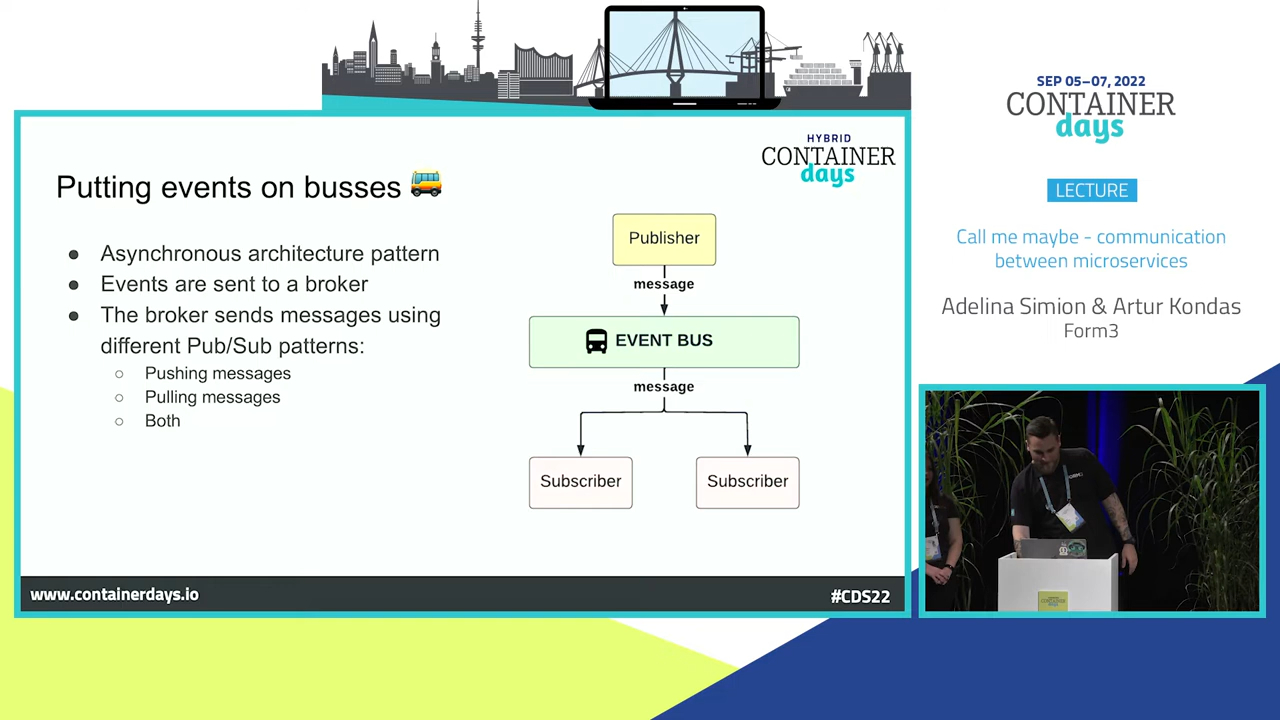 SEP 05–07, 2022
CONTAINER
days
LECTURE
Call me maybe - communication
between microservices
Adelina Simion & Artur Kondas
Form3
HYBRID
CONTAINER
days
Putting events on busses
● Asynchronous architecture pattern
● Events are sent to a broker
● The broker sends messages using
different Pub/Sub patterns:
○ Pushing messages
○ Pulling messages
○ Both
Publisher
message
EVENT BUS
message
Subscriber
Subscriber
www.containerdays.io
#CDS22